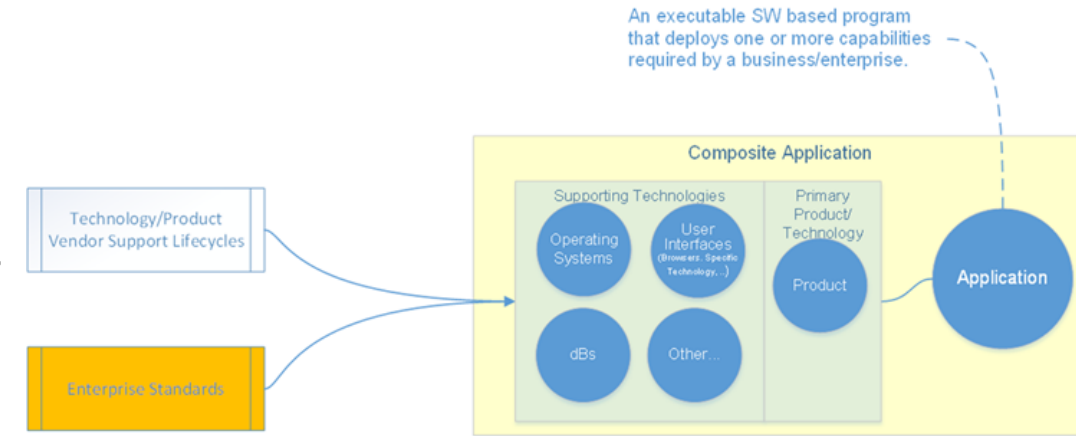 An executable SW based program
that deploys one or more capabilities
required by a business/enterprise.
Composite Application
Technology/Product
Vendor Support Lifecycles
Enterprise Standards
Supporting Technologies
Operating
Systems
User
Interfaces
(Browsers. Specific
Technology,..)
dBs
Other...
Primary
Product/
Technology
Product
Application